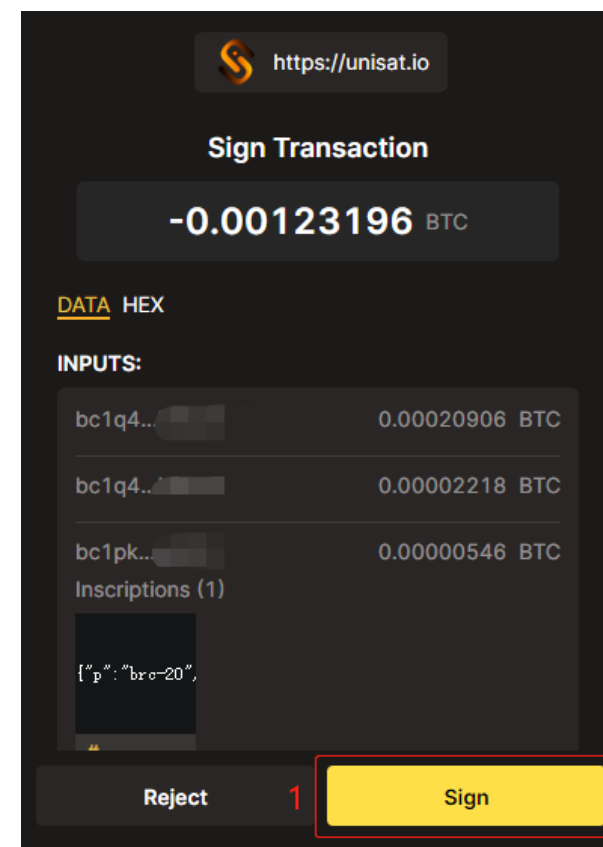 https://unisat.io
Sign Transaction
-0.00123196 BTC
DATA HEX
INPUTS:
bc1q4... 0.00020906 BTC
bc1q4... 0.00002218 BTC
bc1pk... 0.00000546 BTC
Inscriptions (1)
{"p":"brc-20",
#
Reject 1 Sign